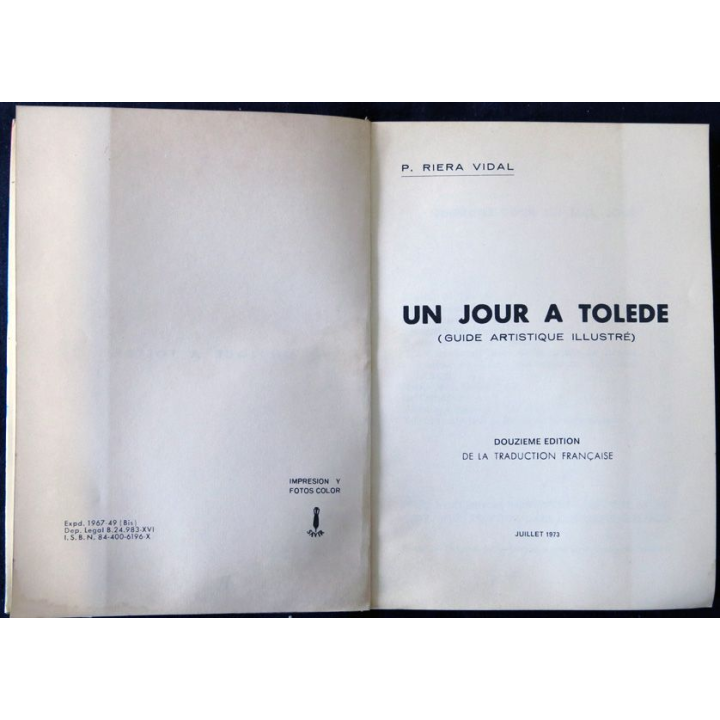 Expd. 1967-49 (Bis)
Dep. Legal B.24.983-XVI
I.S.B.N. 84-400-6196-X
IMPRESION Y
FOTOS COLOR
P. RIERA VIDAL
UN JOUR A TOLEDE
(GUIDE ARTISTIQUE ILLUSTRÉ)
DOUZIEME EDITION
DE LA TRADUCTION FRANÇAISE
JUILLET 1973